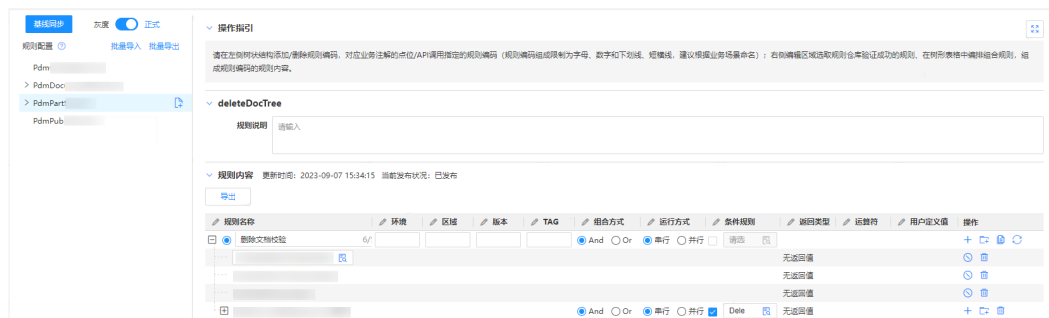 基线同步 灰度 正式
规则配置 批量导入 批量导出
Pdm
PdmDoc
PdmPart
PdmPub
操作指引
请在左侧树状结构添加/删除规则编码，对应业务注解的点位/API调用指定的规则编码（规则编码组成限制为字母、数字和下划线、短横线，建议根据业务场景命名）；右侧编辑区域选取规则仓库验证成功的规则，在树形表格中编排组合规则，组
成规则编码的规则内容。
deleteDocTree
规则说明 请输入
规则内容 更新时间：2023-09-07 15:34:15 当前发布状况：已发布
导出
规则名称 环境 区域 版本 TAG 组合方式 运行方式 条件规则 返回类型 运算符 用户定义值 操作
删除文档校验 6/ And Or 串行 并行 请选
无返回值
无返回值
无返回值
And Or 串行 并行 Dele 无返回值